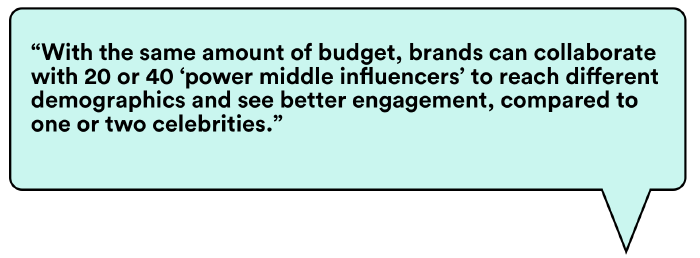 “With the same amount of budget, brands can collaborate
with 20 or 40 ‘power middle influencers’ to reach different
demographics and see better engagement, compared to
one or two celebrities.”